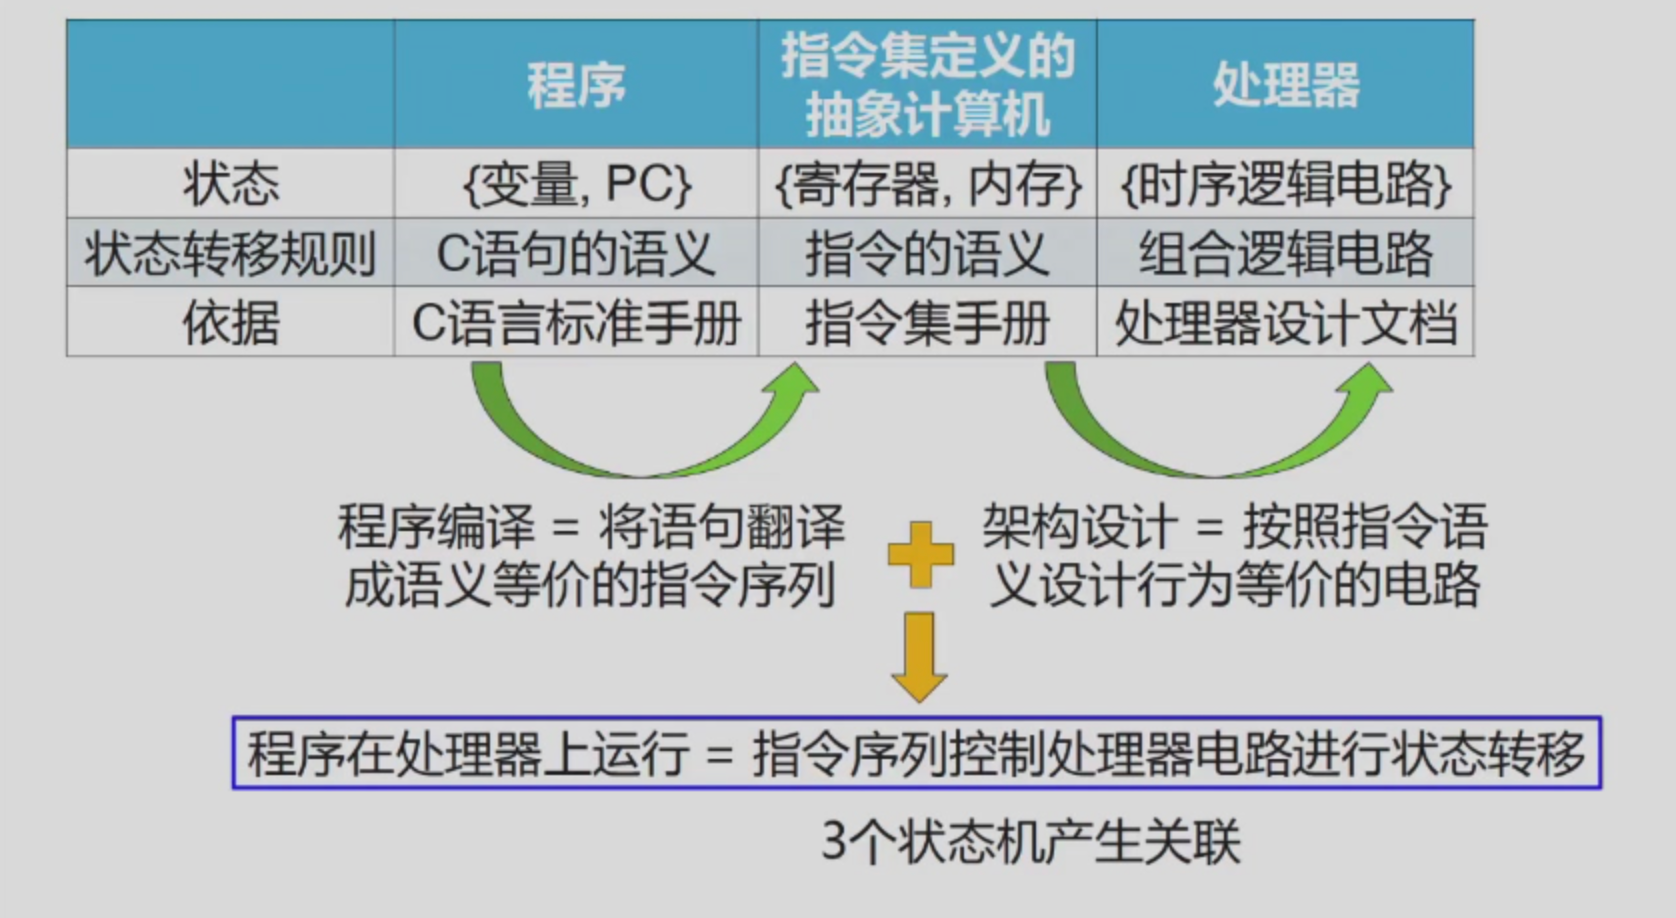 程序
指令集定义的
抽象计算机
处理器
状态
{变量, PC}
{寄存器, 内存}
{时序逻辑电路}
状态转移规则
C语句的语义
指令的语义
组合逻辑电路
依据
C语言标准手册
指令集手册
处理器设计文档
程序编译 = 将语句翻译
成语义等价的指令序列
架构设计 = 按照指令语
义设计行为等价的电路
程序在处理器上运行 = 指令序列控制处理器电路进行状态转移
3个状态机产生关联